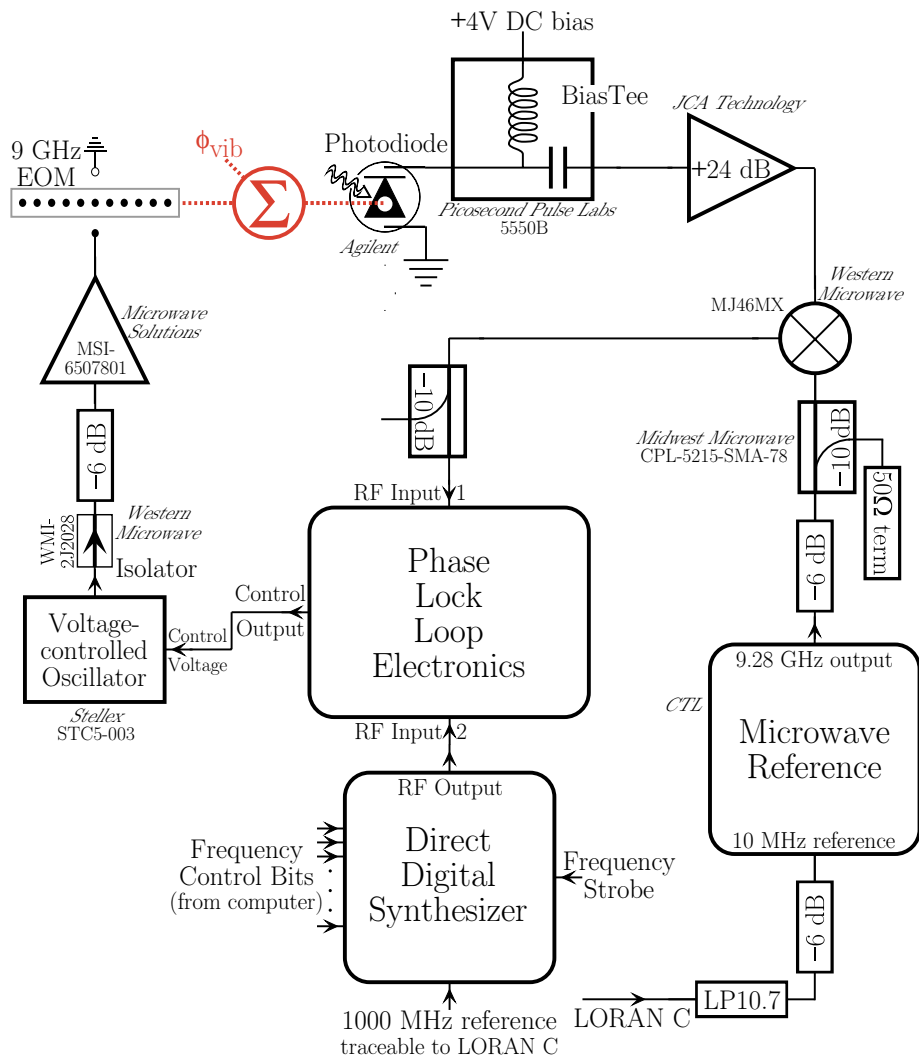 +4V DC bias
BiasTee
JCA Technology
9 GHz
EOM
ϕvib
Σ
Photodiode
+24 dB
Picosecond Pulse Labs
5550B
Agilent
Western
Microwave
MJ46MX
Microwave
Solutions
MSI-
6507801
−10 dB
−10 dB
Midwest Microwave
CPL-5215-SMA-78
50Ω term
−6 dB
−6 dB
RF Input 1
WMI-
2J2028
Western
Microwave
Isolator
Phase
Lock
Loop
Electronics
Control
Output
Control
Voltage
Voltage-
controlled
Oscillator
Stellex
STC5-003
RF Input 2
9.28 GHz output
CTL
Microwave
Reference
10 MHz reference
RF Output
Direct
Digital
Synthesizer
Frequency
Control Bits
(from computer)
Frequency
Strobe
−6 dB
LP10.7
LORAN C
1000 MHz reference
traceable to LORAN C